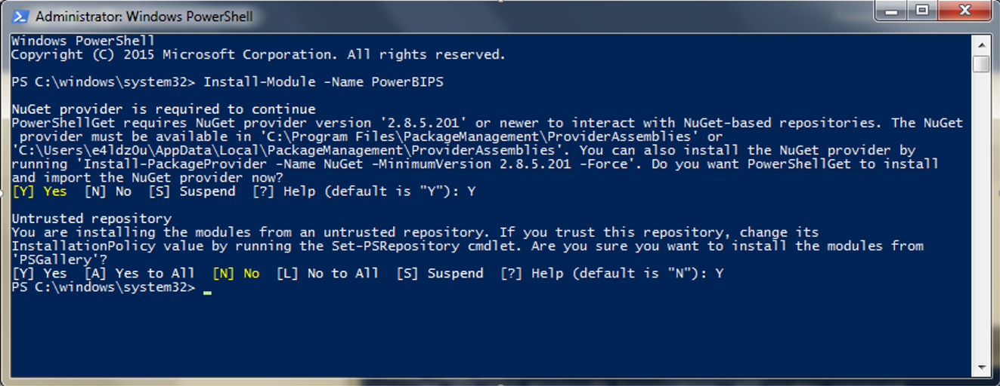 Administrator: Windows PowerShell
Windows PowerShell
Copyright (C) 2015 Microsoft Corporation. All rights reserved.
PS C:\windows\system32> Install-Module -Name PowerBIPS
NuGet provider is required to continue
PowerShellGet requires NuGet provider version '2.8.5.201' or newer to interact with NuGet-based repositories. The NuGet
provider must be available in 'C:\Program Files\PackageManagement\ProviderAssemblies' or
'C:\Users\e4ldz0u\AppData\Local\PackageManagement\ProviderAssemblies'. You can also install the NuGet provider by
running 'Install-PackageProvider -Name NuGet -MinimumVersion 2.8.5.201 -Force'. Do you want PowerShellGet to install
and import the NuGet provider now?
[Y] Yes  [N] No  [S] Suspend  [?] Help (default is "Y"): Y
Untrusted repository
You are installing the modules from an untrusted repository. If you trust this repository, change its
InstallationPolicy value by running the Set-PSRepository cmdlet. Are you sure you want to install the modules from
'PSGallery'?
[Y] Yes  [A] Yes to All  [N] No  [L] No to All  [S] Suspend  [?] Help (default is "N"): Y
PS C:\windows\system32> _